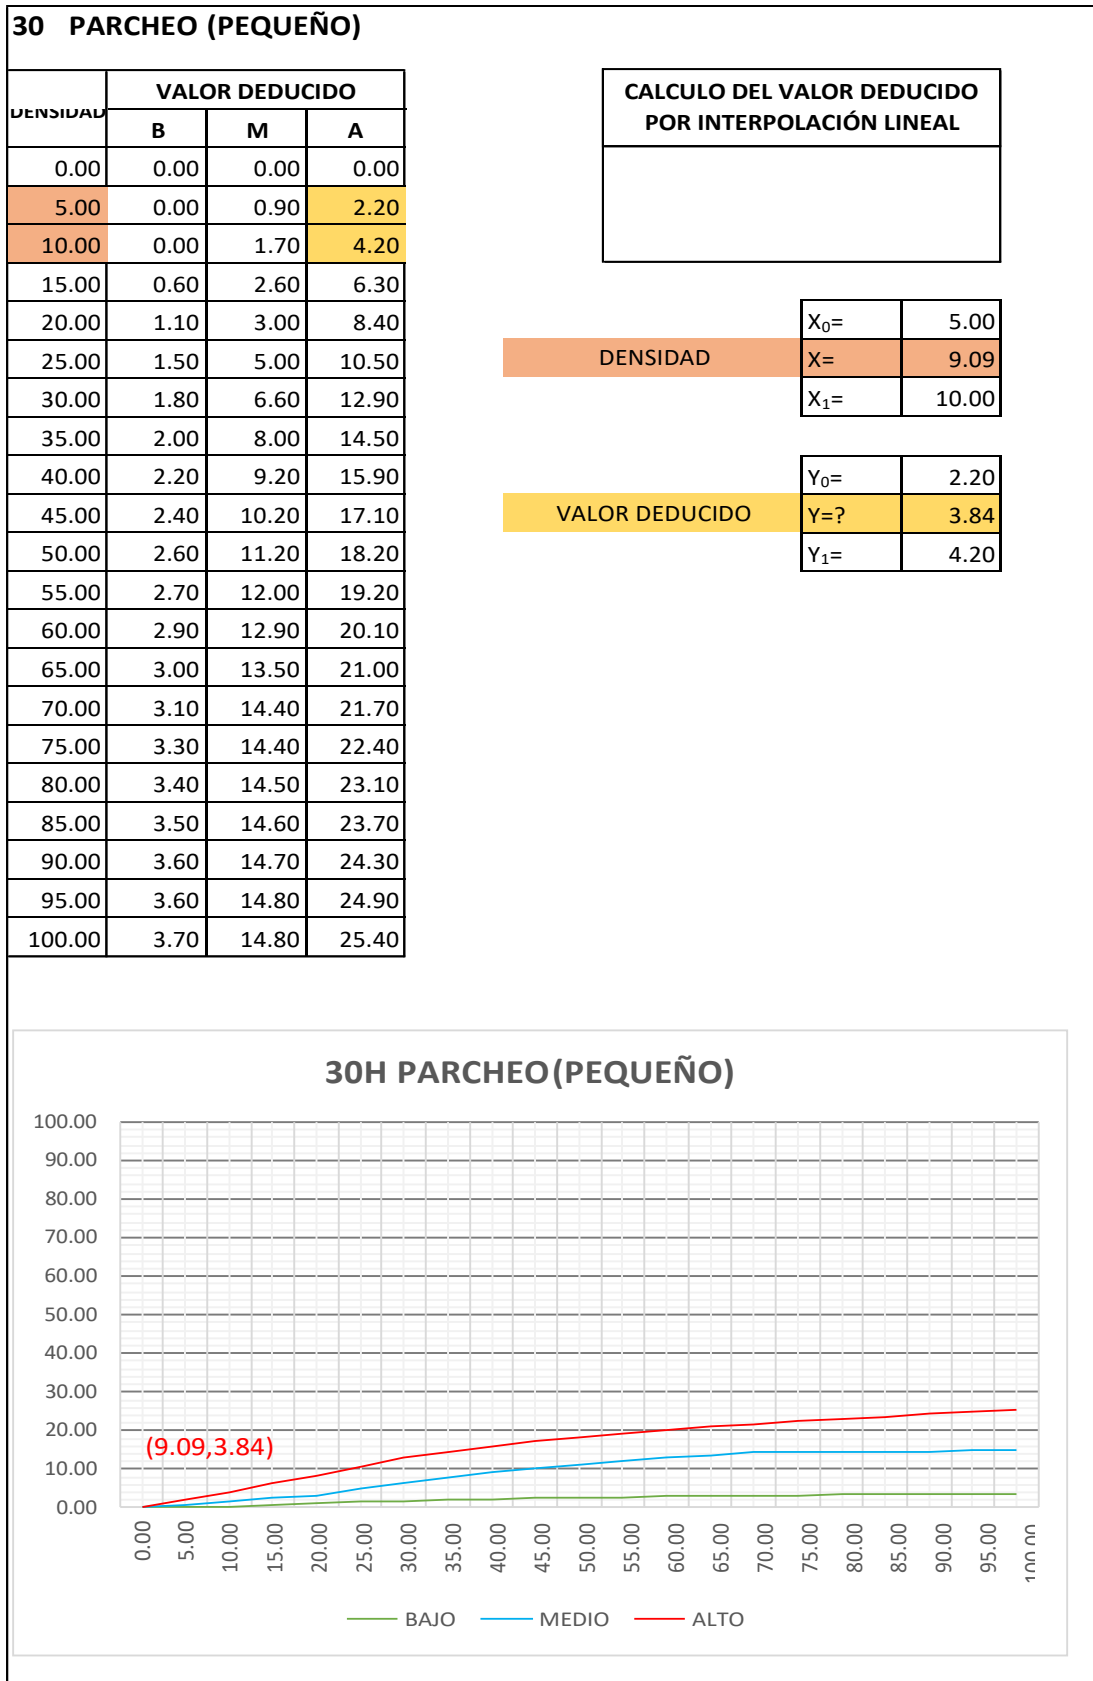 30 PARCHEO (PEQUEÑO)
DENSIDAD VALOR DEDUCIDO
B M A
0.00 0.00 0.00 0.00
5.00 0.00 0.90 2.20
10.00 0.00 1.70 4.20
15.00 0.60 2.60 6.30
20.00 1.10 3.00 8.40
25.00 1.50 5.00 10.50
30.00 1.80 6.60 12.90
35.00 2.00 8.00 14.50
40.00 2.20 9.20 15.90
45.00 2.40 10.20 17.10
50.00 2.60 11.20 18.20
55.00 2.70 12.00 19.20
60.00 2.90 12.90 20.10
65.00 3.00 13.50 21.00
70.00 3.10 14.40 21.70
75.00 3.30 14.40 22.40
80.00 3.40 14.50 23.10
85.00 3.50 14.60 23.70
90.00 3.60 14.70 24.30
95.00 3.60 14.80 24.90
100.00 3.70 14.80 25.40
CALCULO DEL VALOR DEDUCIDO
POR INTERPOLACIÓN LINEAL
X₀= 5.00
DENSIDAD X= 9.09
X₁= 10.00
Y₀= 2.20
VALOR DEDUCIDO Y=? 3.84
Y₁= 4.20
30H PARCHEO (PEQUEÑO)
100.00
90.00
80.00
70.00
60.00
50.00
40.00
30.00
20.00
10.00
0.00
(9.09,3.84)
0.00 5.00 10.00 15.00 20.00 25.00 30.00 35.00 40.00 45.00 50.00 55.00 60.00 65.00 70.00 75.00 80.00 85.00 90.00 95.00 100.00
BAJO MEDIO ALTO